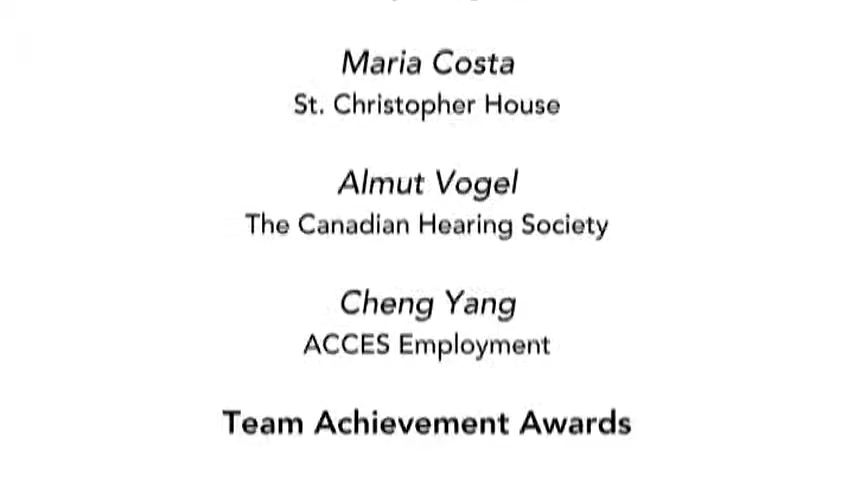 Maria Costa
St. Christopher House
Almut Vogel
The Canadian Hearing Society
Cheng Yang
ACCES Employment
Team Achievement Awards